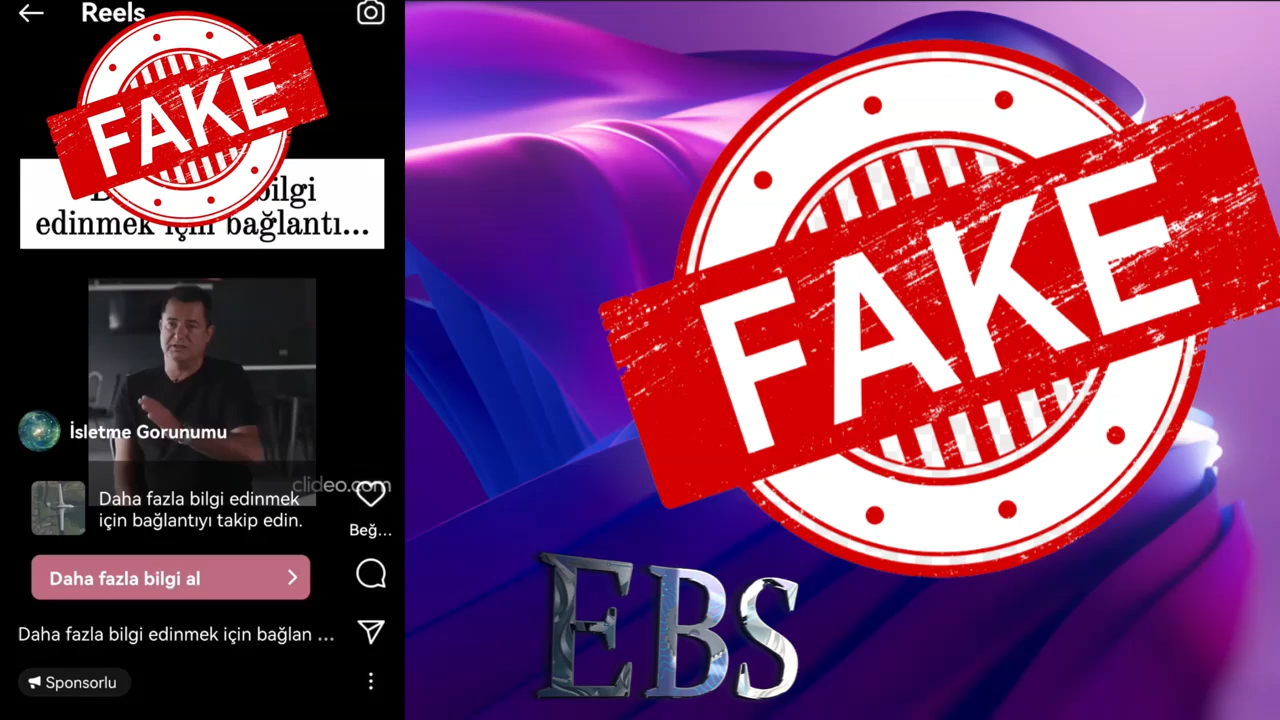 Reels
FAKE
bilgi
edinmek için bağlantı...
İsletme Gorunumu
clideo.com
Daha fazla bilgi edinmek
için bağlantıyı takip edin.
Beğ...
Daha fazla bilgi al
Daha fazla bilgi edinmek için bağlan ...
Sponsorlu
FAKE
EBS